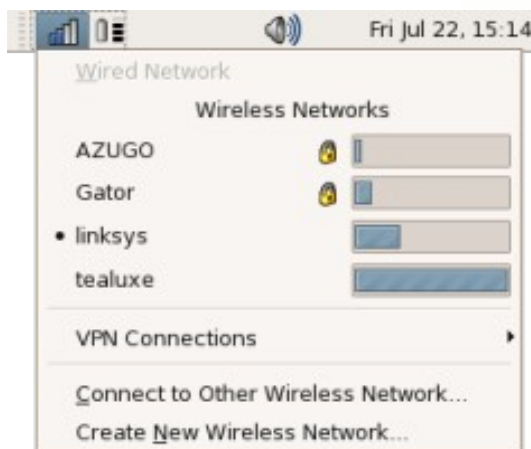 Fri Jul 22, 15:14
Wired Network
Wireless Networks
AZUGO
Gator
• linksys
tealuxe
VPN Connections
Connect to Other Wireless Network...
Create New Wireless Network...